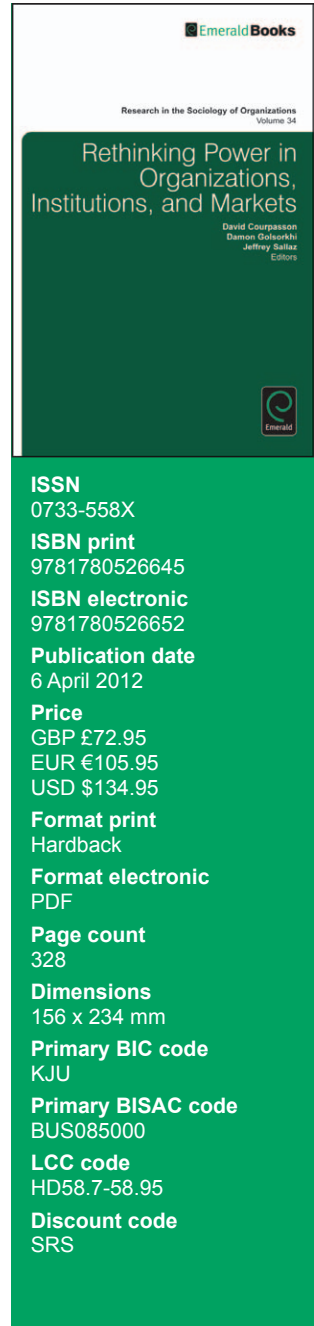 Emerald Books
Research in the Sociology of Organizations
Volume 34
Rethinking Power in
Organizations,
Institutions, and Markets
David Courpasson
Damon Golsorkhi
Jeffrey Sallaz
Editors
Emerald
ISSN
0733-558X
ISBN print
9781780526645
ISBN electronic
9781780526652
Publication date
6 April 2012
Price
GBP £72.95
EUR €105.95
USD $134.95
Format print
Hardback
Format electronic
PDF
Page count
328
Dimensions
156 x 234 mm
Primary BIC code
KJU
Primary BISAC code
BUS085000
LCC code
HD58.7-58.95
Discount code
SRS